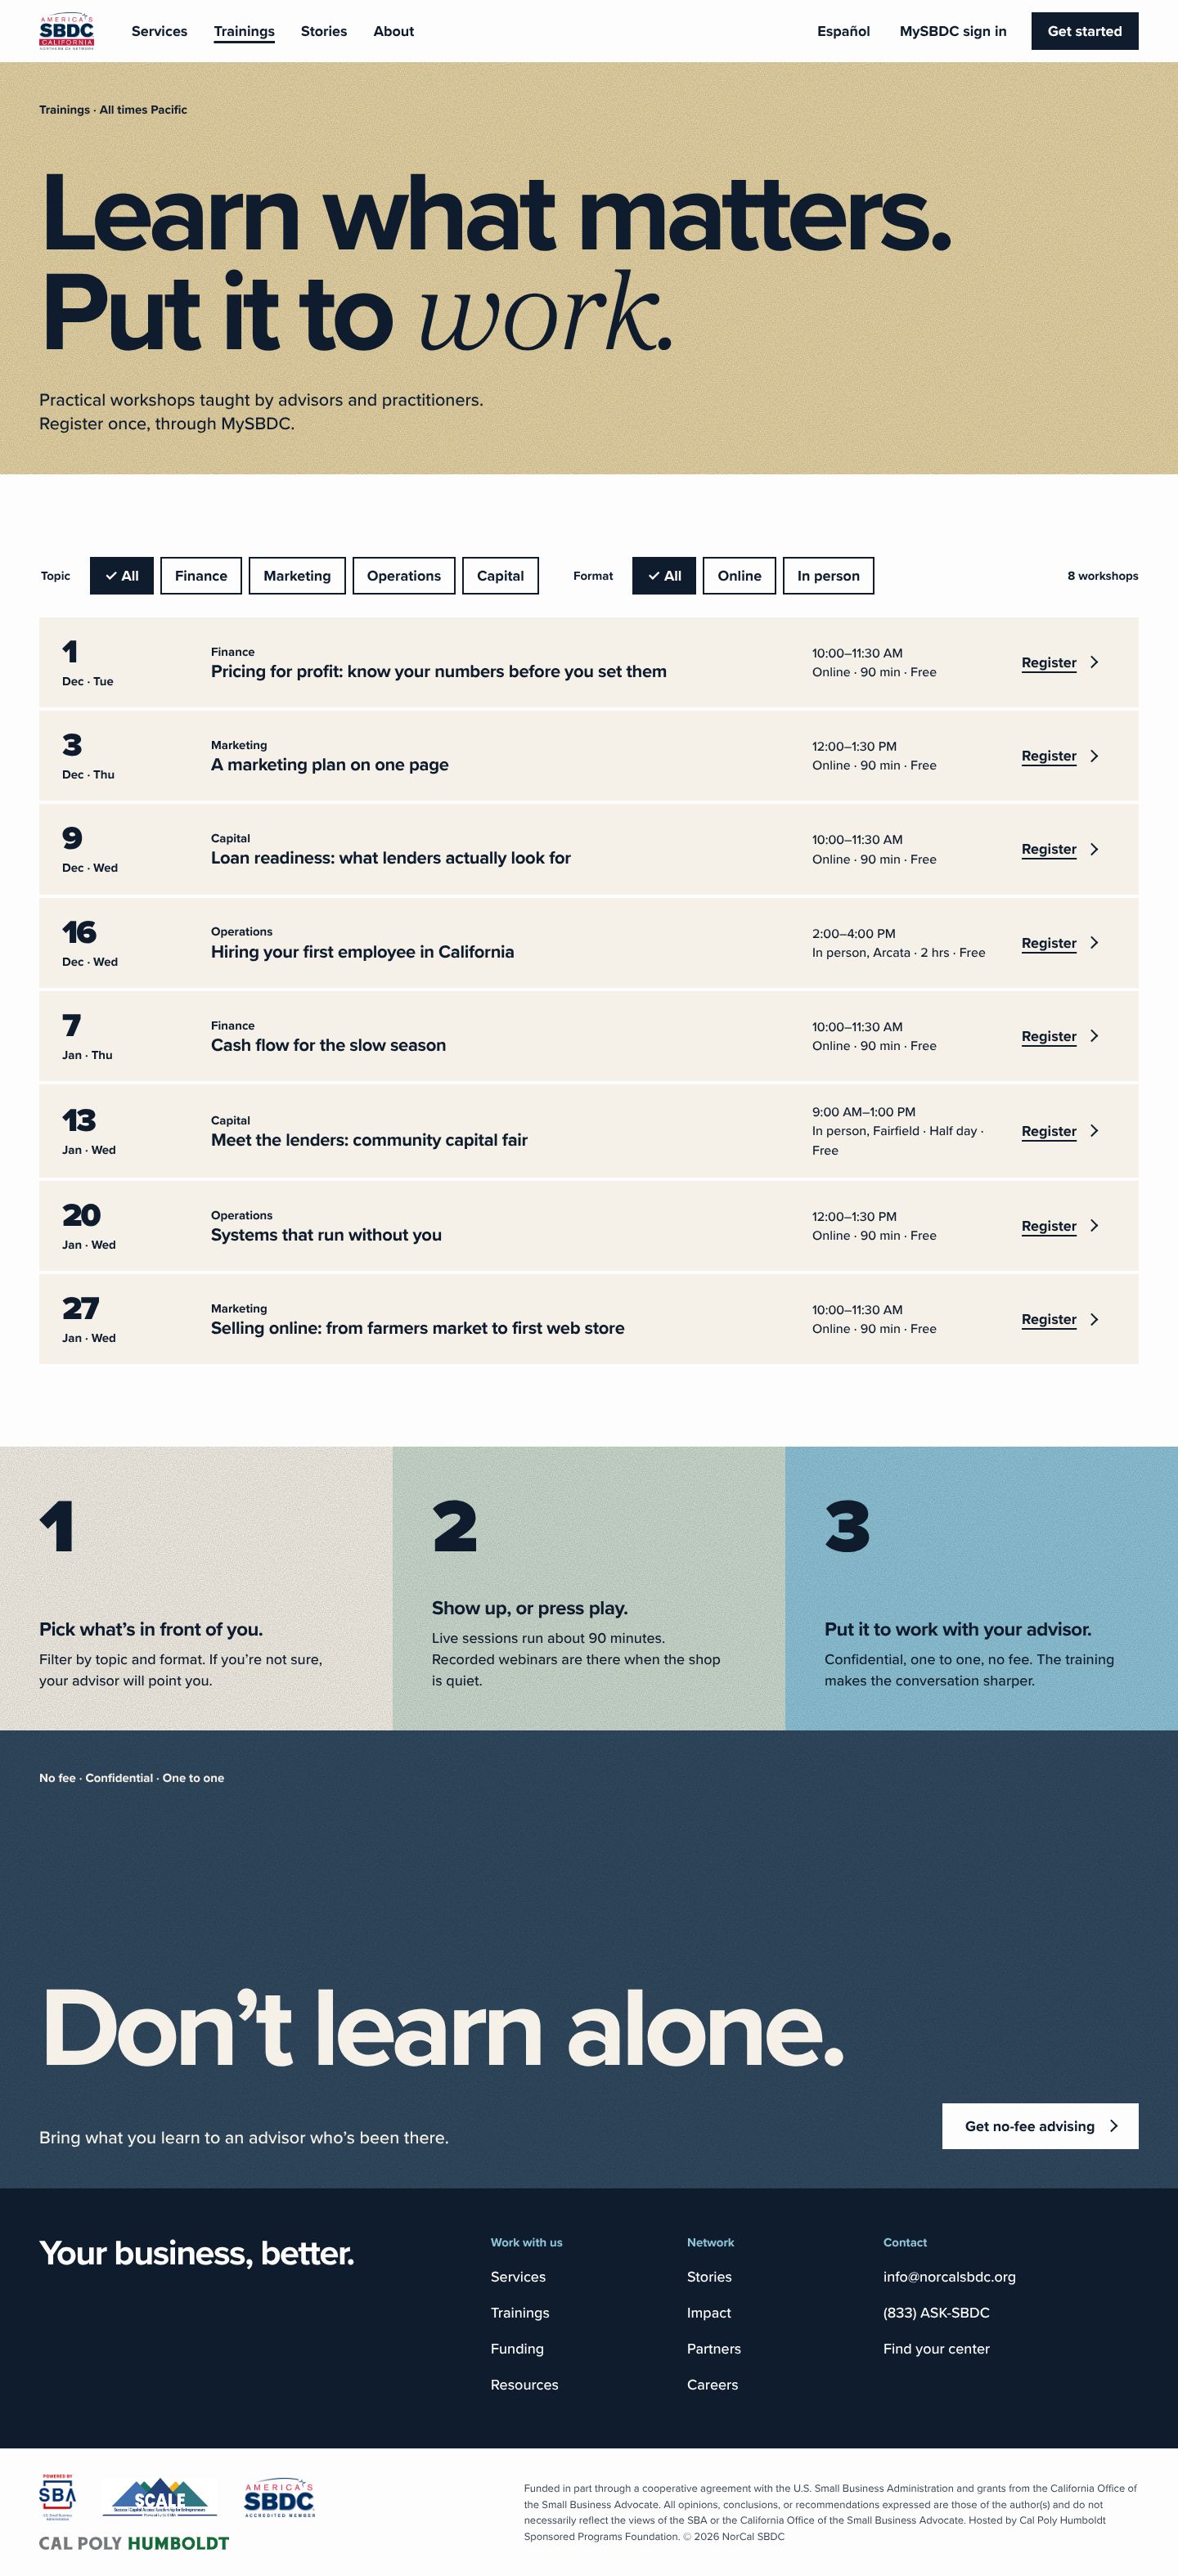 AMERICA'S
SBDC
CALIFORNIA
Services
Trainings
Stories
About
Español
MySBDC sign in
Get started
Trainings · All times Pacific
Learn what matters.
Put it to work.
Practical workshops taught by advisors and practitioners.
Register once, through MySBDC.
Topic
✓ All
Finance
Marketing
Operations
Capital
Format
✓ All
Online
In person
8 workshops
1
Dec · Tue
Finance
Pricing for profit: know your numbers before you set them
10:00–11:30 AM
Online · 90 min · Free
Register
3
Dec · Thu
Marketing
A marketing plan on one page
12:00–1:30 PM
Online · 90 min · Free
Register
9
Dec · Wed
Capital
Loan readiness: what lenders actually look for
10:00–11:30 AM
Online · 90 min · Free
Register
16
Dec · Wed
Operations
Hiring your first employee in California
2:00–4:00 PM
In person, Arcata · 2 hrs · Free
Register
7
Jan · Thu
Finance
Cash flow for the slow season
10:00–11:30 AM
Online · 90 min · Free
Register
13
Jan · Wed
Capital
Meet the lenders: community capital fair
9:00 AM–1:00 PM
In person, Fairfield · Half day ·
Free
Register
20
Jan · Wed
Operations
Systems that run without you
12:00–1:30 PM
Online · 90 min · Free
Register
27
Jan · Wed
Marketing
Selling online: from farmers market to first web store
10:00–11:30 AM
Online · 90 min · Free
Register
1
Pick what’s in front of you.
Filter by topic and format. If you’re not sure,
your advisor will point you.
2
Show up, or press play.
Live sessions run about 90 minutes.
Recorded webinars are there when the shop
is quiet.
3
Put it to work with your advisor.
Confidential, one to one, no fee. The training
makes the conversation sharper.
No fee · Confidential · One to one
Don’t learn alone.
Bring what you learn to an advisor who’s been there.
Get no-fee advising
Your business, better.
Work with us
Services
Trainings
Funding
Resources
Network
Stories
Impact
Partners
Careers
Contact
info@norcalsbdc.org
(833) ASK-SBDC
Find your center
POWERED BY
SBA
SCALE
AMERICA'S
SBDC
ACCREDITED MEMBER
CAL POLY HUMBOLDT
Funded in part through a cooperative agreement with the U.S. Small Business Administration and grants from the California Office of
the Small Business Advocate. All opinions, conclusions, or recommendations expressed are those of the author(s) and do not
necessarily reflect the views of the SBA or the California Office of the Small Business Advocate. Hosted by Cal Poly Humboldt
Sponsored Programs Foundation. © 2026 NorCal SBDC